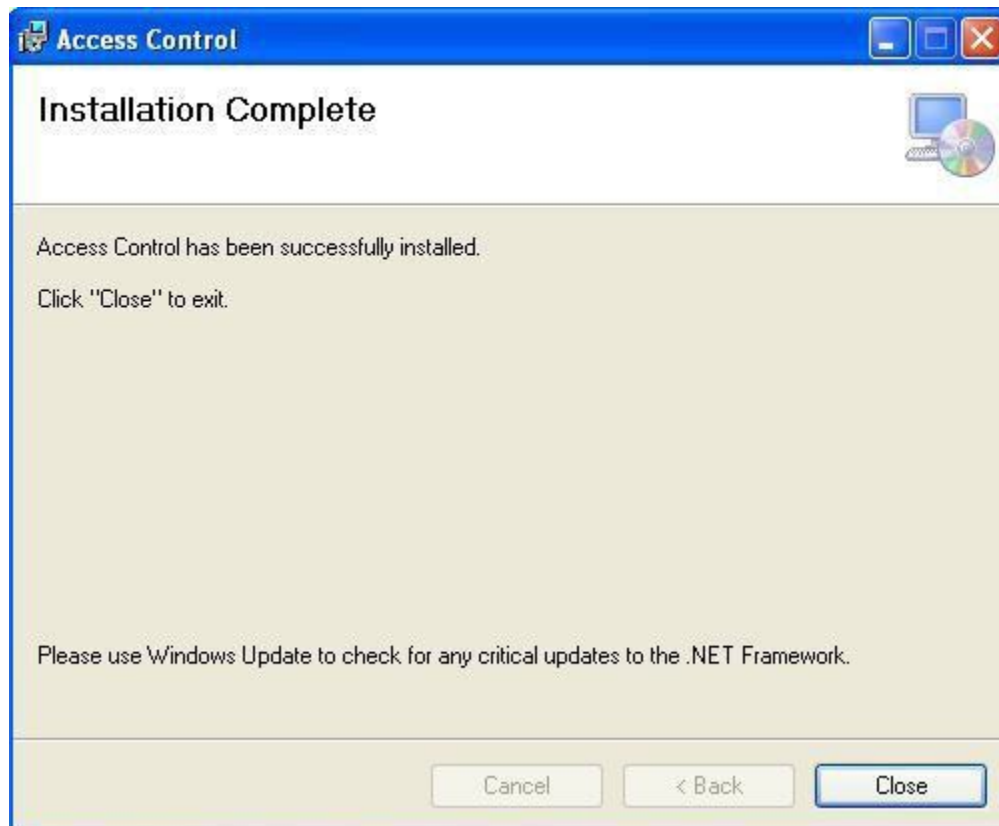 Access Control
Installation Complete
Access Control has been successfully installed.
Click "Close" to exit.
Please use Windows Update to check for any critical updates to the .NET Framework.
Cancel
< Back
Close